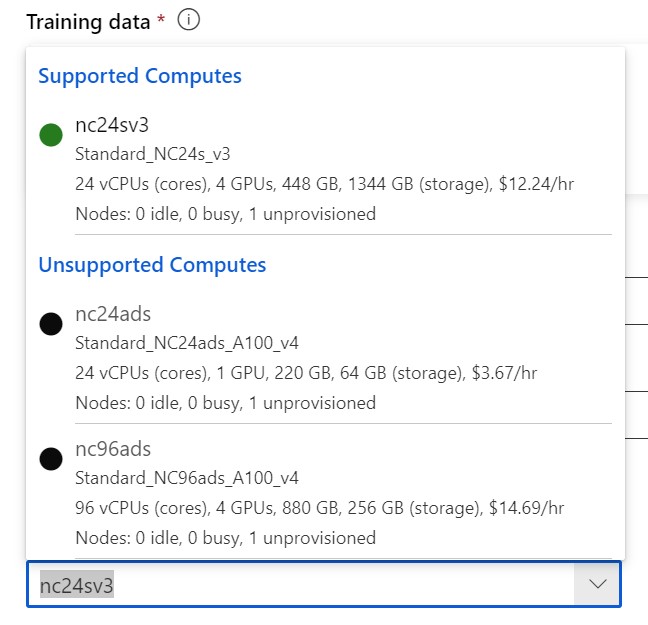 Training data *
Supported Computes
nc24sv3
Standard_NC24s_v3
24 vCPUs (cores), 4 GPUs, 448 GB, 1344 GB (storage), $12.24/hr
Nodes: 0 idle, 0 busy, 1 unprovisioned
Unsupported Computes
nc24ads
Standard_NC24ads_A100_v4
24 vCPUs (cores), 1 GPU, 220 GB, 64 GB (storage), $3.67/hr
Nodes: 0 idle, 0 busy, 1 unprovisioned
nc96ads
Standard_NC96ads_A100_v4
96 vCPUs (cores), 4 GPUs, 880 GB, 256 GB (storage), $14.69/hr
Nodes: 0 idle, 0 busy, 1 unprovisioned
nc24sv3